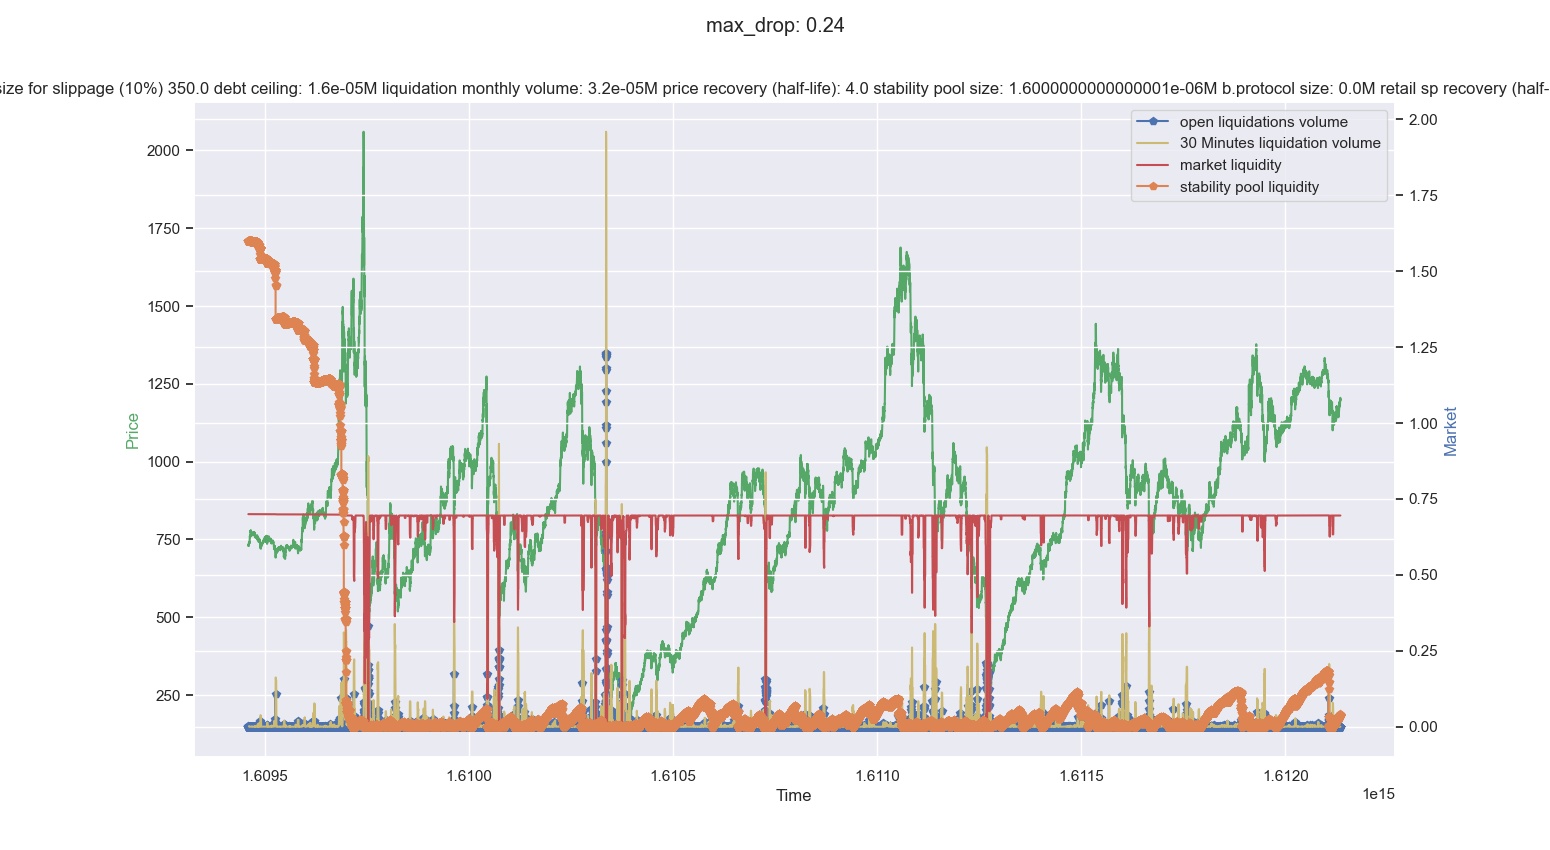 max_drop: 0.24
size for slippage (10%) 350.0 debt ceiling: 1.6e-05M liquidation monthly volume: 3.2e-05M price recovery (half-life): 4.0 stability pool size: 1.6000000000000001e-06M b.protocol size: 0.0M retail sp recovery (half-
open liquidations volume
30 Minutes liquidation volume
market liquidity
stability pool liquidity
2000
1750
1500
1250
1000
750
500
250
Price
2.00
1.75
1.50
1.25
1.00
0.75
0.50
0.25
0.00
Market
1.6095 1.6100 1.6105 1.6110 1.6115 1.6120
Time
1e15